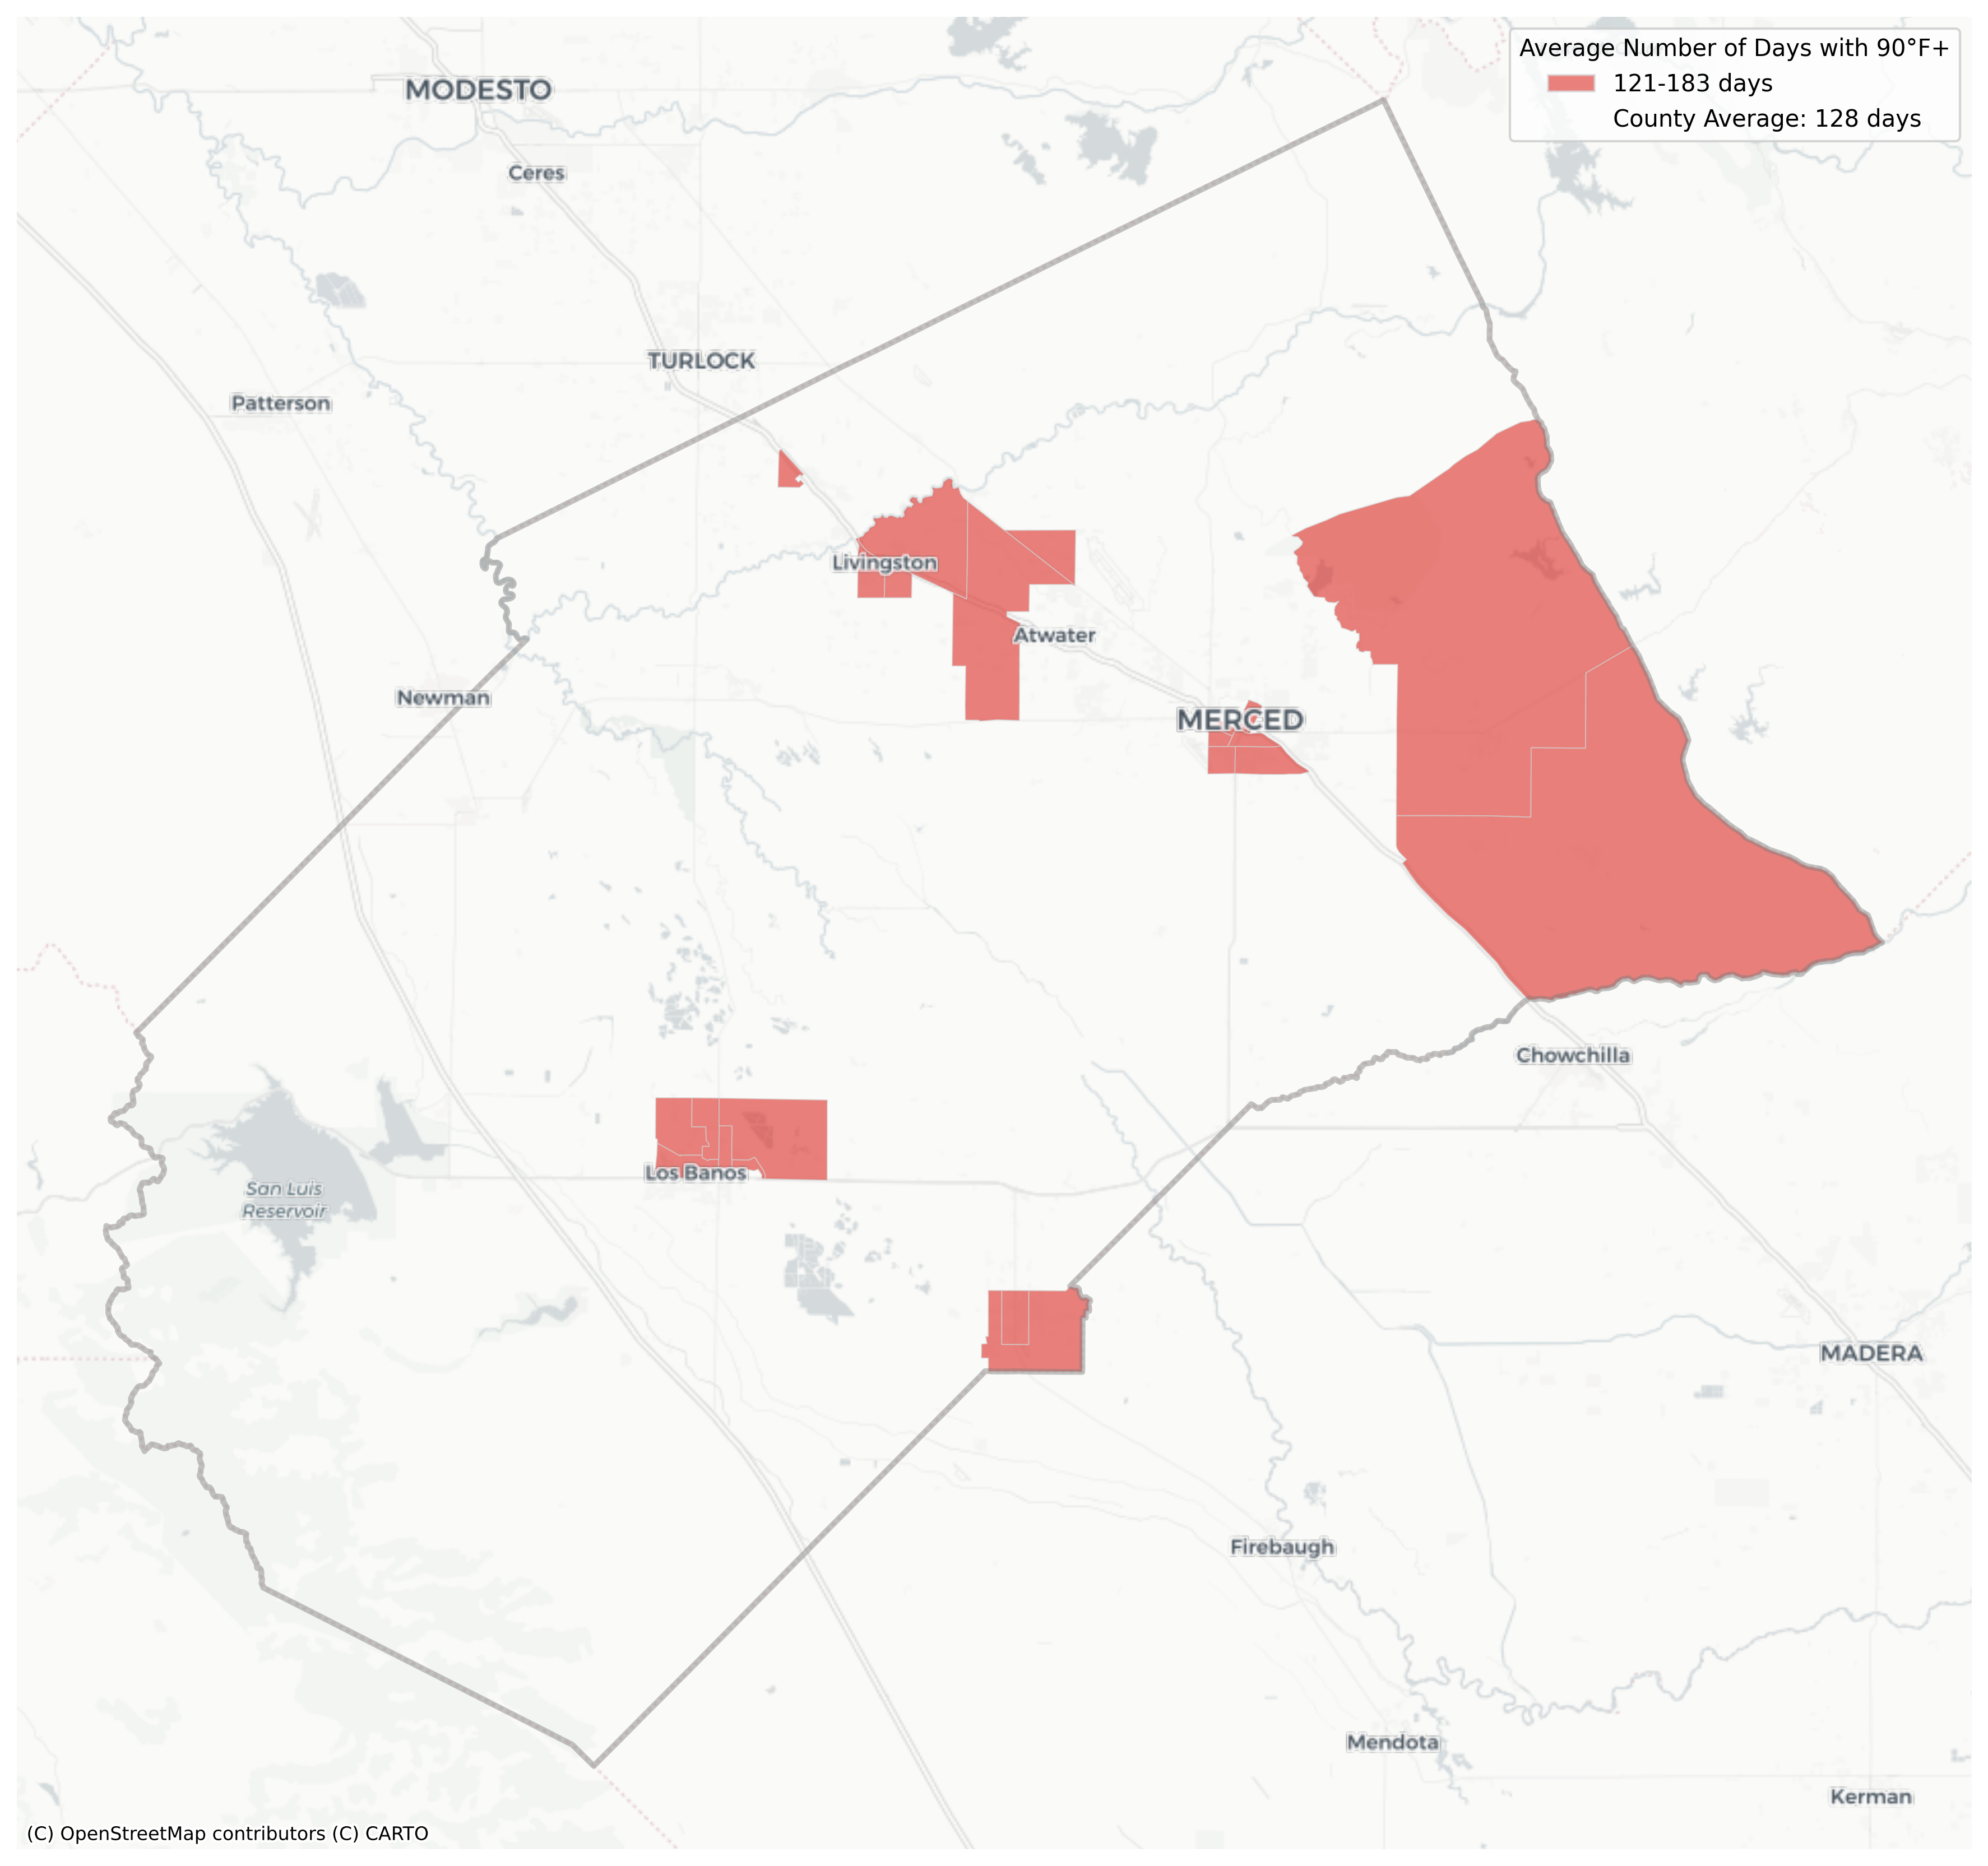 Average Number of Days with 90°F+
121-183 days
County Average: 128 days
MODESTO
Ceres
TURLOCK
Patterson
Livingston
Atwater
Newman
MERCED
Chowchilla
Los Banos
San Luis
Reservoir
MADERA
Firebaugh
Mendota
Kerman
(C) OpenStreetMap contributors (C) CARTO